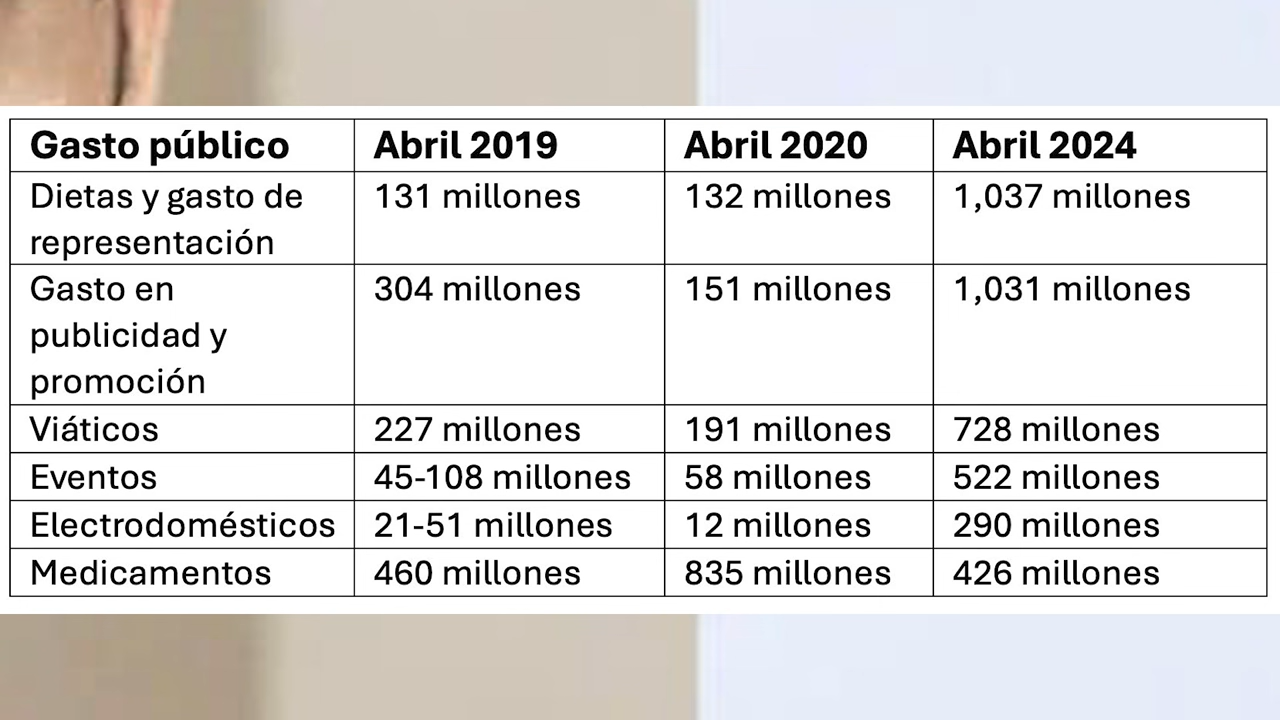 Gasto público Abril 2019 Abril 2020 Abril 2024
Dietas y gasto de 131 millones 132 millones 1,037 millones
representación
Gasto en 304 millones 151 millones 1,031 millones
publicidad y
promoción
Viáticos 227 millones 191 millones 728 millones
Eventos 45-108 millones 58 millones 522 millones
Electrodomésticos 21-51 millones 12 millones 290 millones
Medicamentos 460 millones 835 millones 426 millones